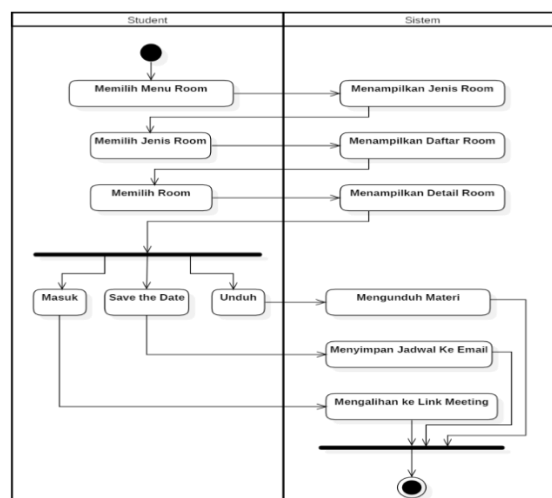 Student
Sistem
Memilih Menu Room
Menampilkan Jenis Room
Memilih Jenis Room
Menampilkan Daftar Room
Memilih Room
Menampilkan Detail Room
Masuk
Save the Date
Unduh
Mengunduh Materi
Menyimpan Jadwal Ke Email
Mengalihan ke Link Meeting